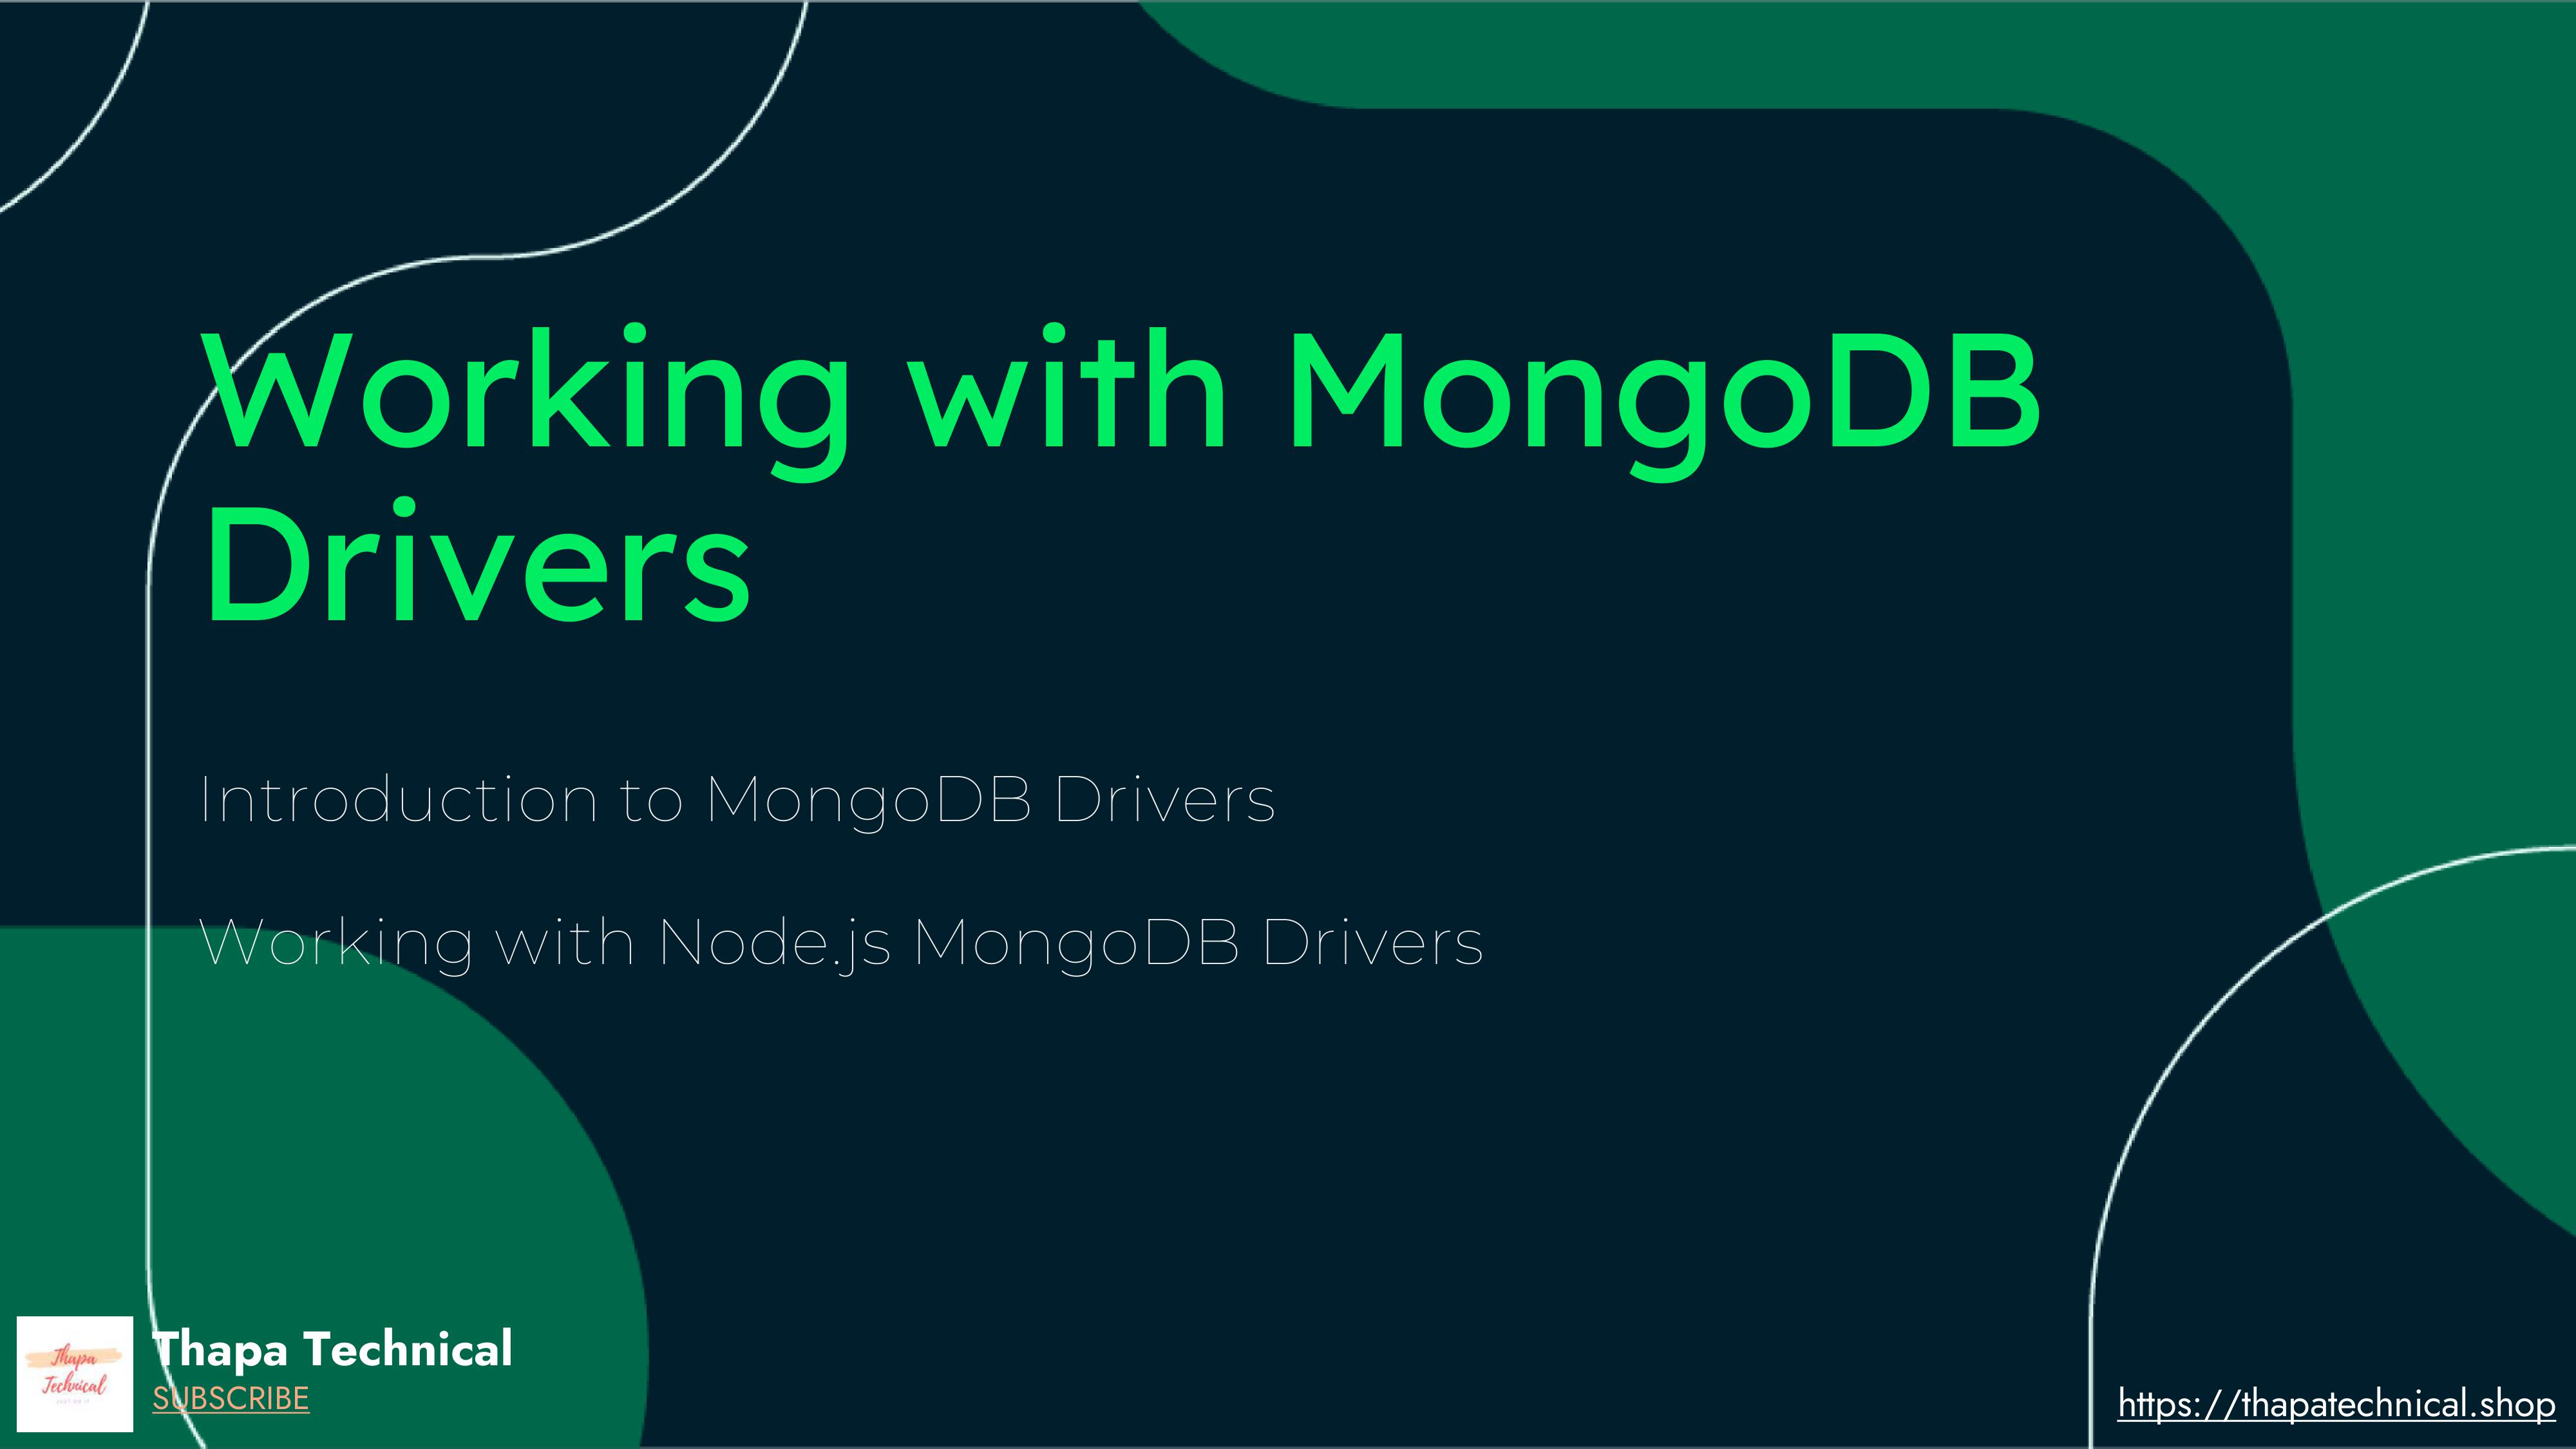 Working with MongoDB
Drivers
Introduction to MongoDB Drivers
Working with Node.js MongoDB Drivers
Thapa
Technical
Thapa Technical
SUBSCRIBE
https://thapatechnical.shop